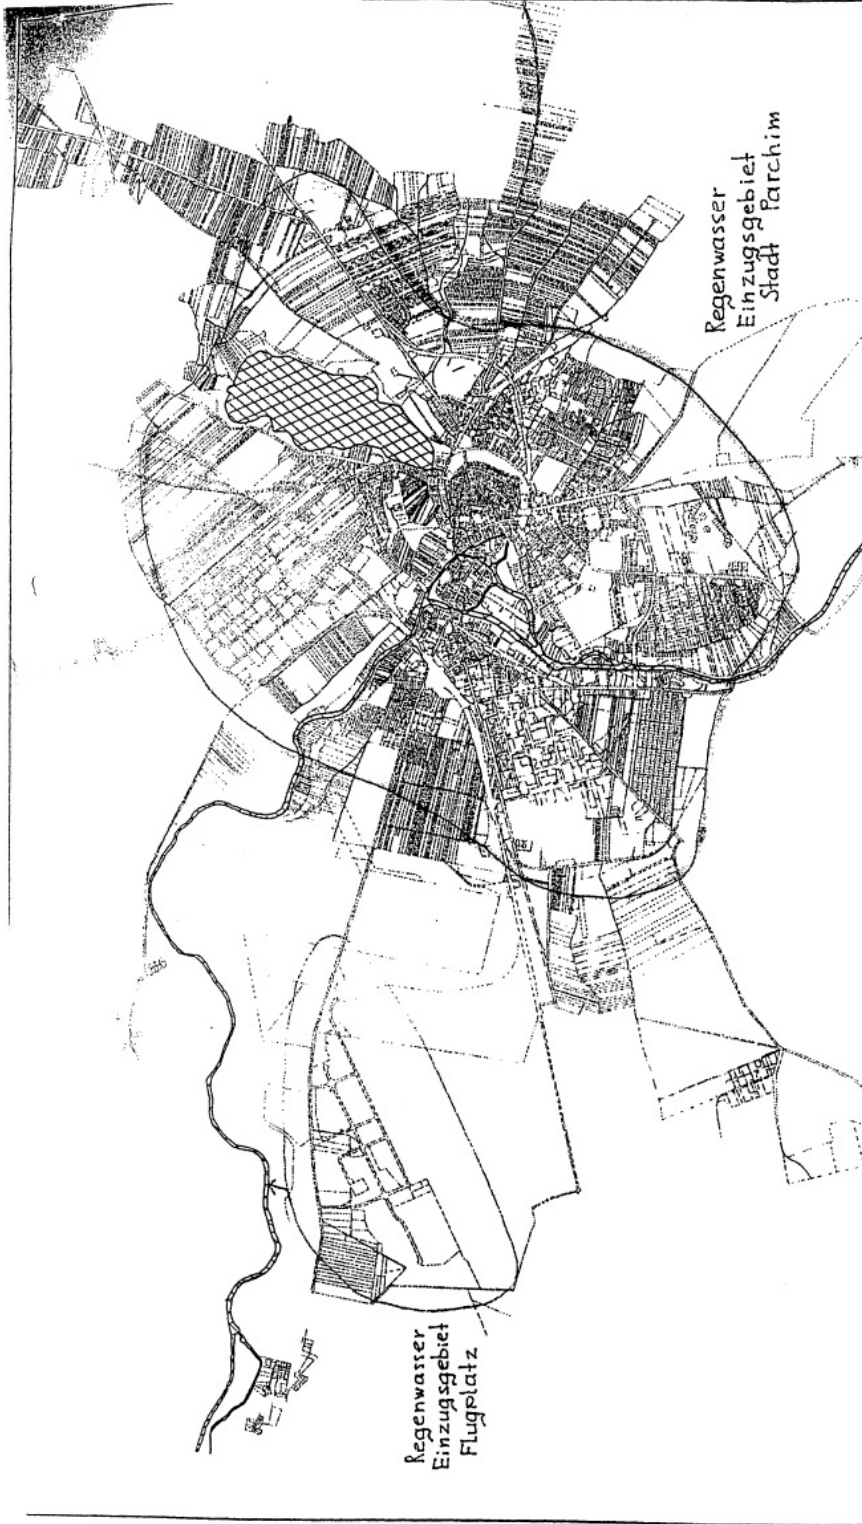 Regenwasser
Einzugsgebiet
Stadt Parchim
Regenwasser
Einzugsgebiet
Flugplatz